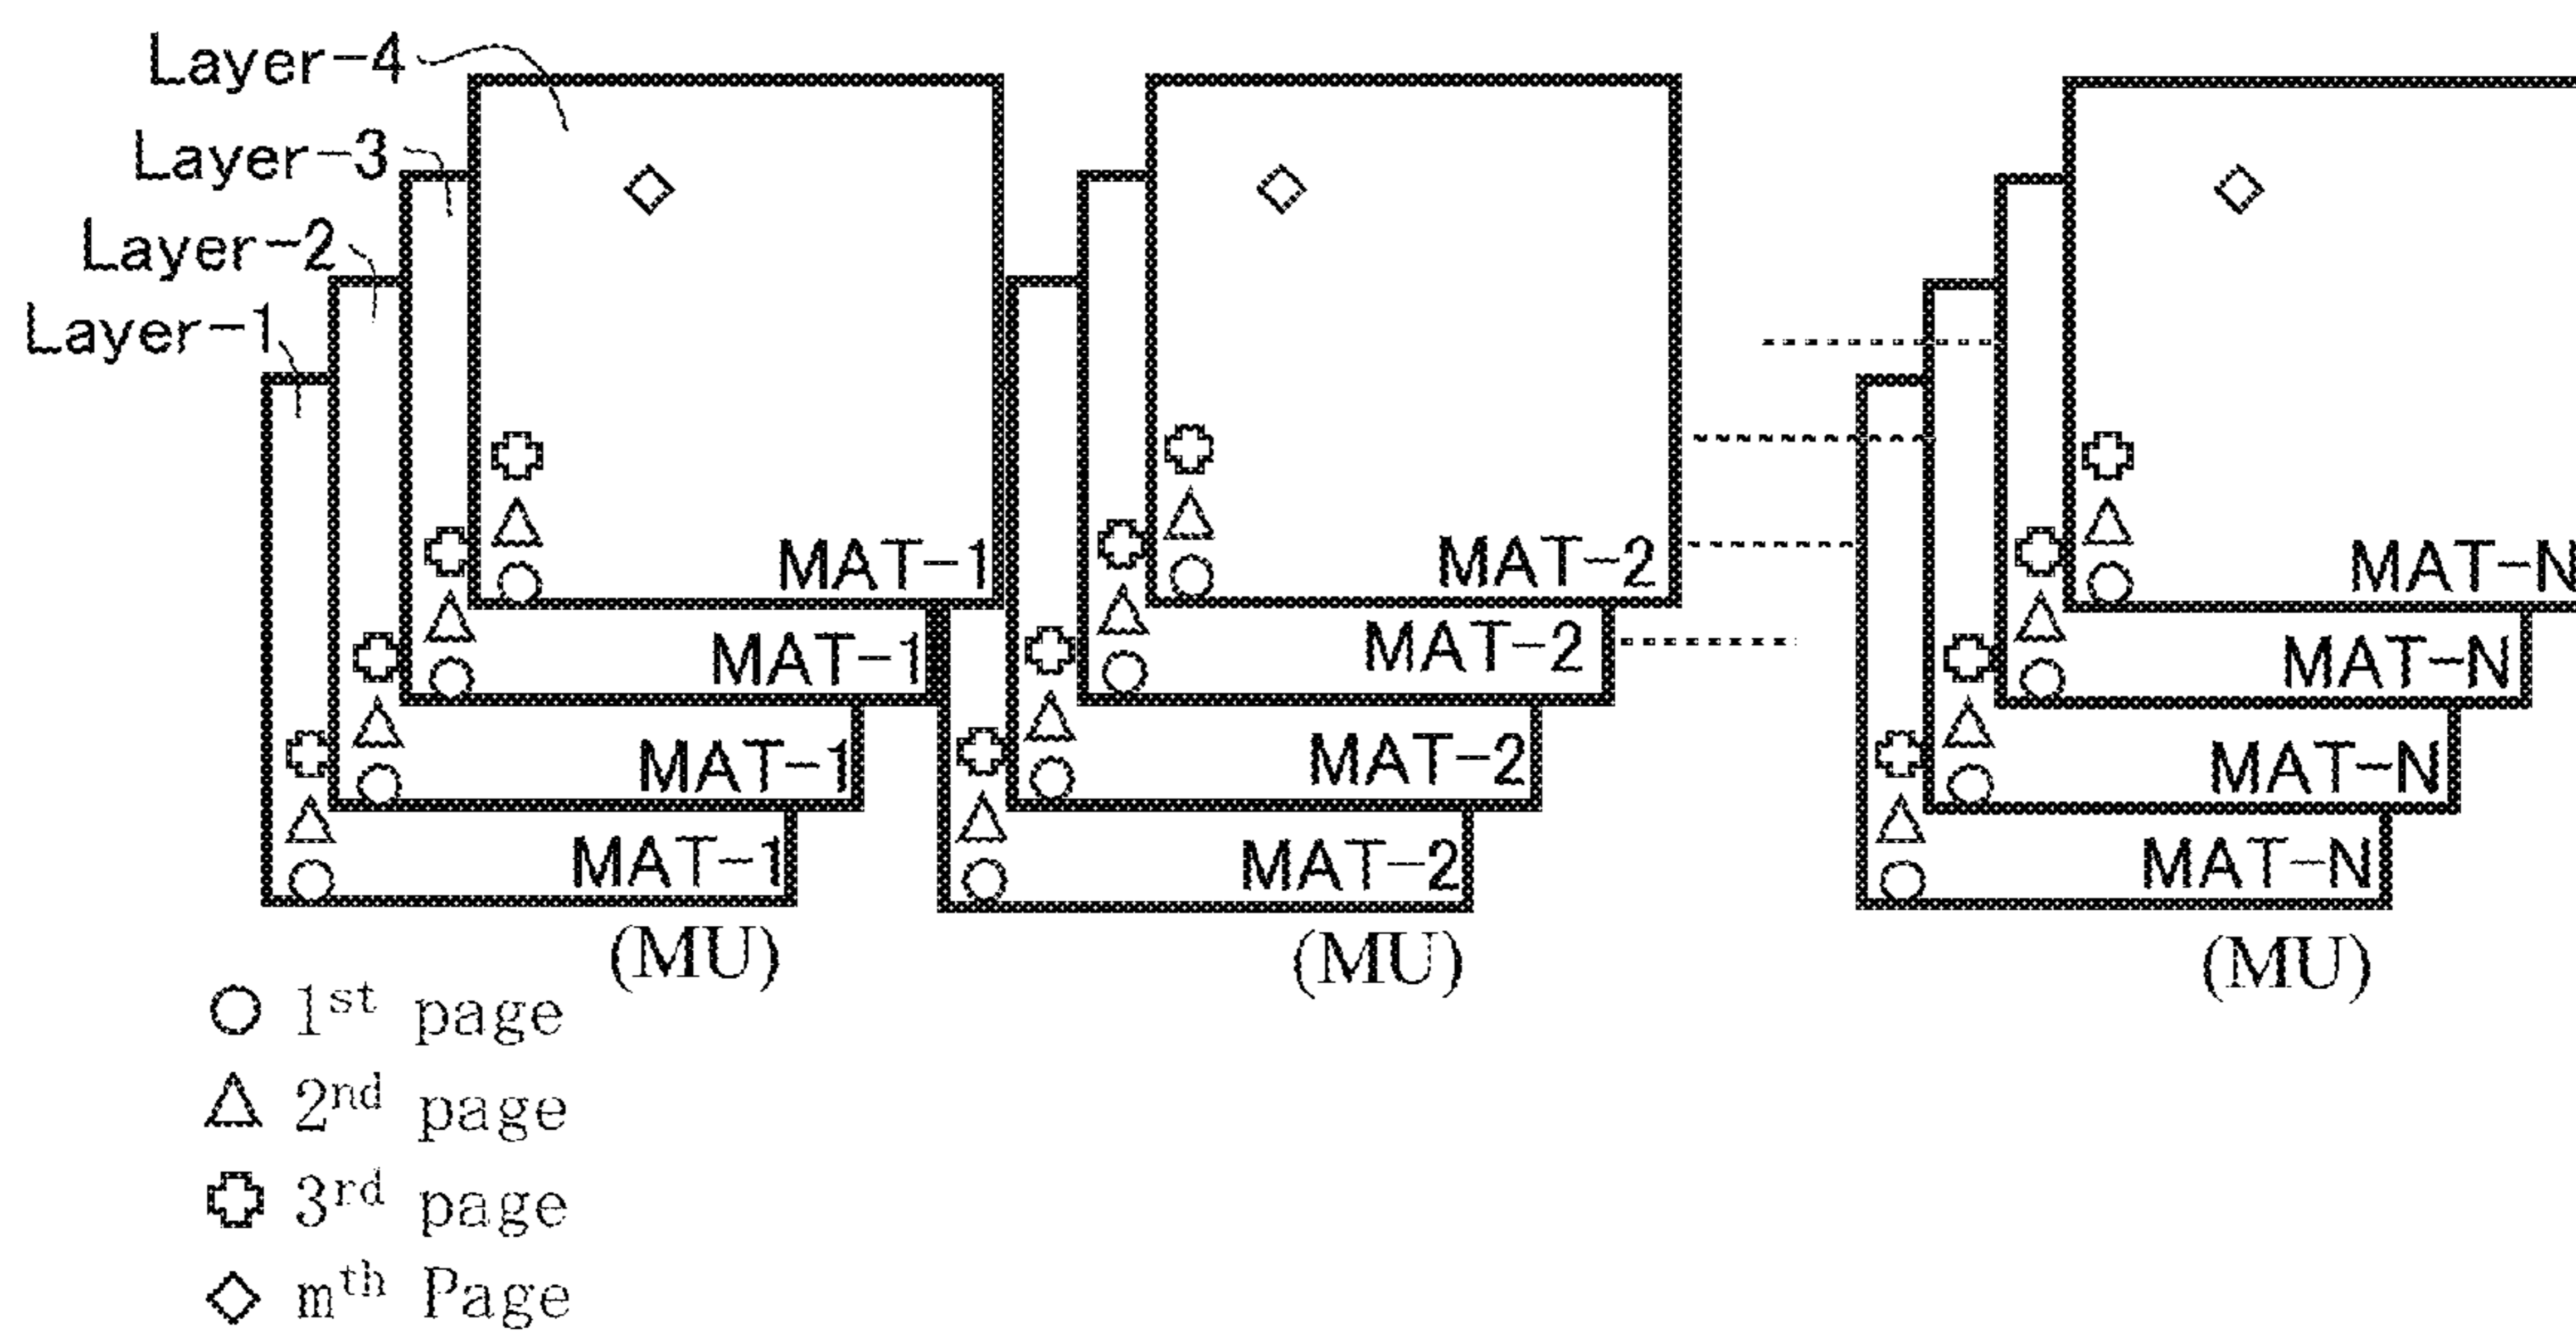 Layer-4
Layer-3
Layer-2
Layer-1
MAT-1 MAT-2 MAT-N
MAT-1 MAT-2 MAT-N
MAT-1 MAT-2 MAT-N
MAT-1 MAT-2 MAT-N
(MU) (MU) (MU)
1st page
2nd page
3rd page
mth Page